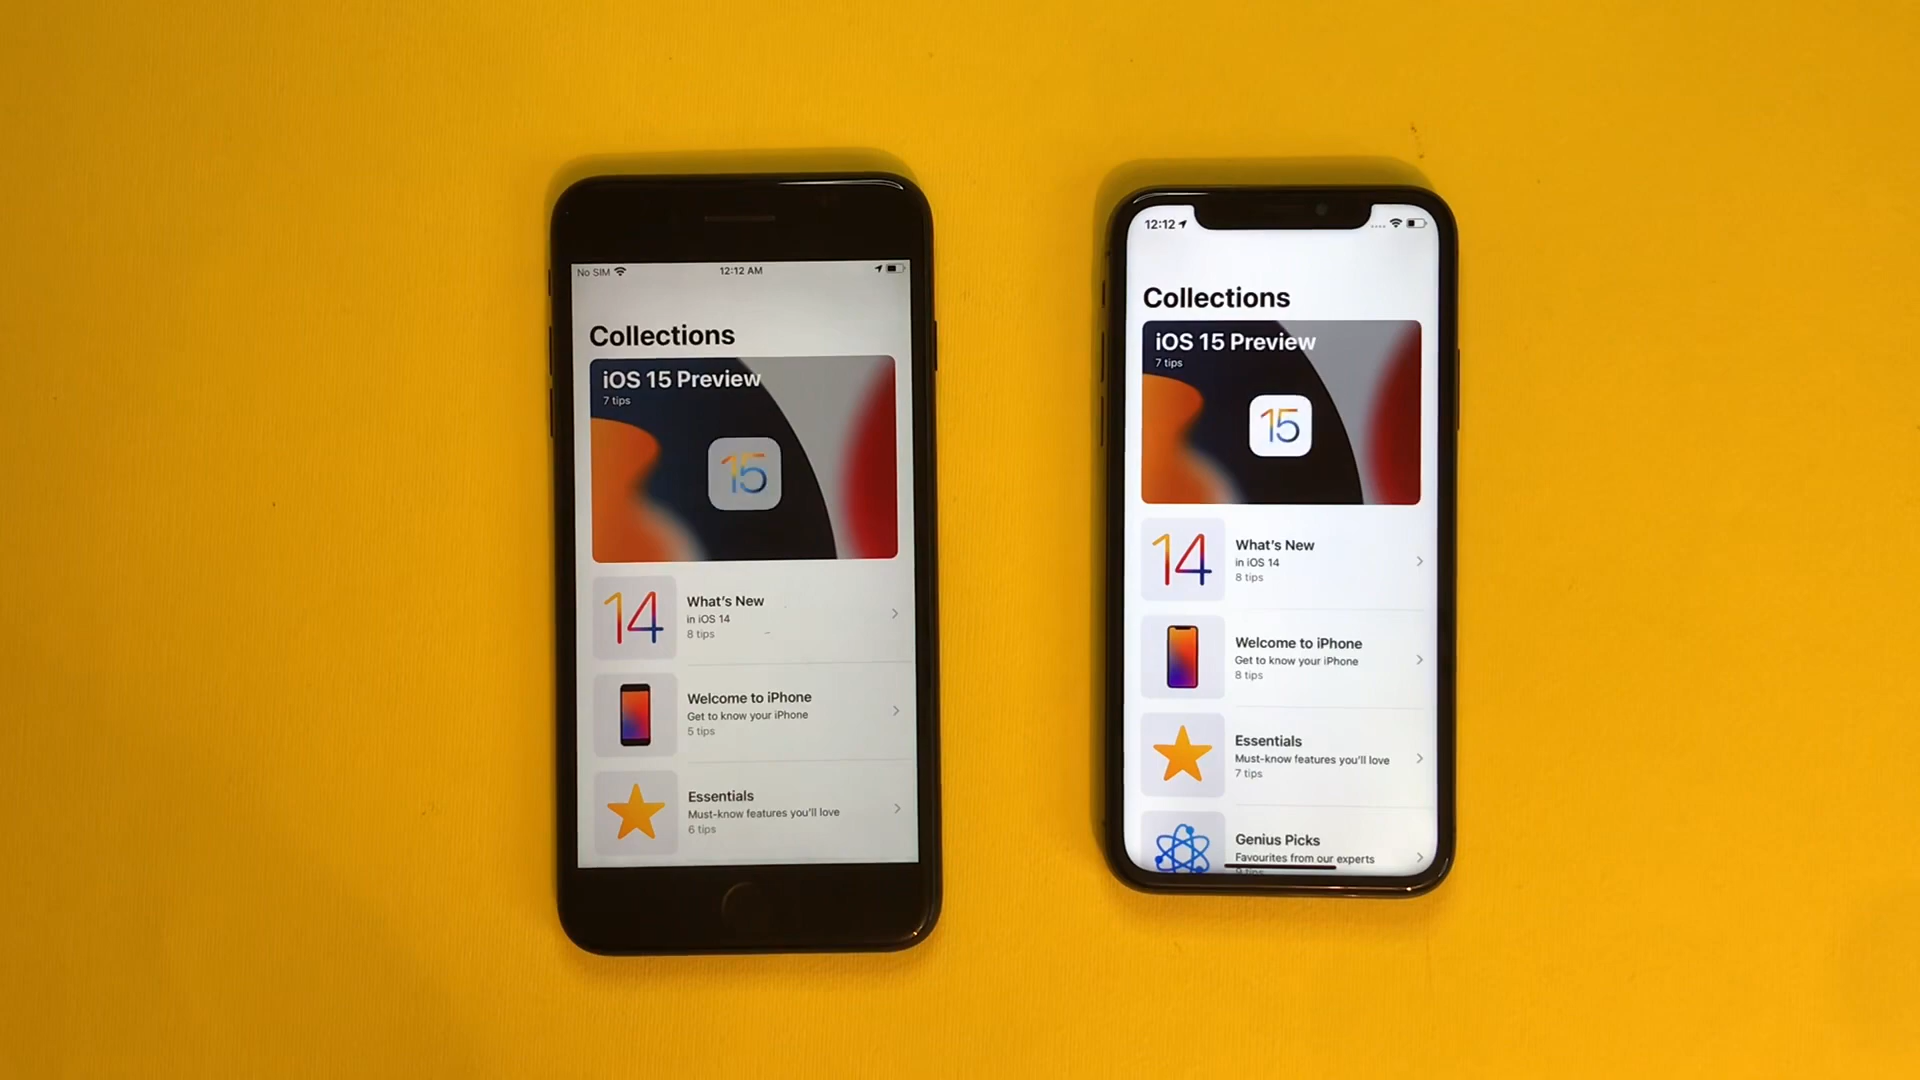 No SIM
12:12 AM
Collections
iOS 15 Preview
7 tips
15
14
What's New
in iOS 14
8 tips
Welcome to iPhone
Get to know your iPhone
5 tips
Essentials
Must-know features you'll love
6 tips
12:12
Collections
iOS 15 Preview
7 tips
15
14
What's New
in iOS 14
8 tips
Welcome to iPhone
Get to know your iPhone
8 tips
Essentials
Must-know features you'll love
7 tips
Genius Picks
Favourites from our experts
9 tips